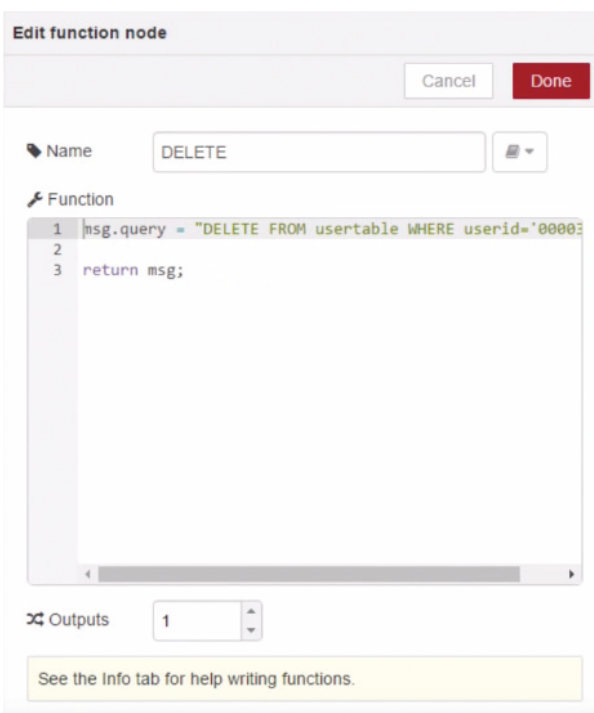 Edit function node
Cancel Done
Name DELETE
Function
1 msg.query = "DELETE FROM usertable WHERE userid='00003
2
3 return msg;
Outputs 1
See the Info tab for help writing functions.